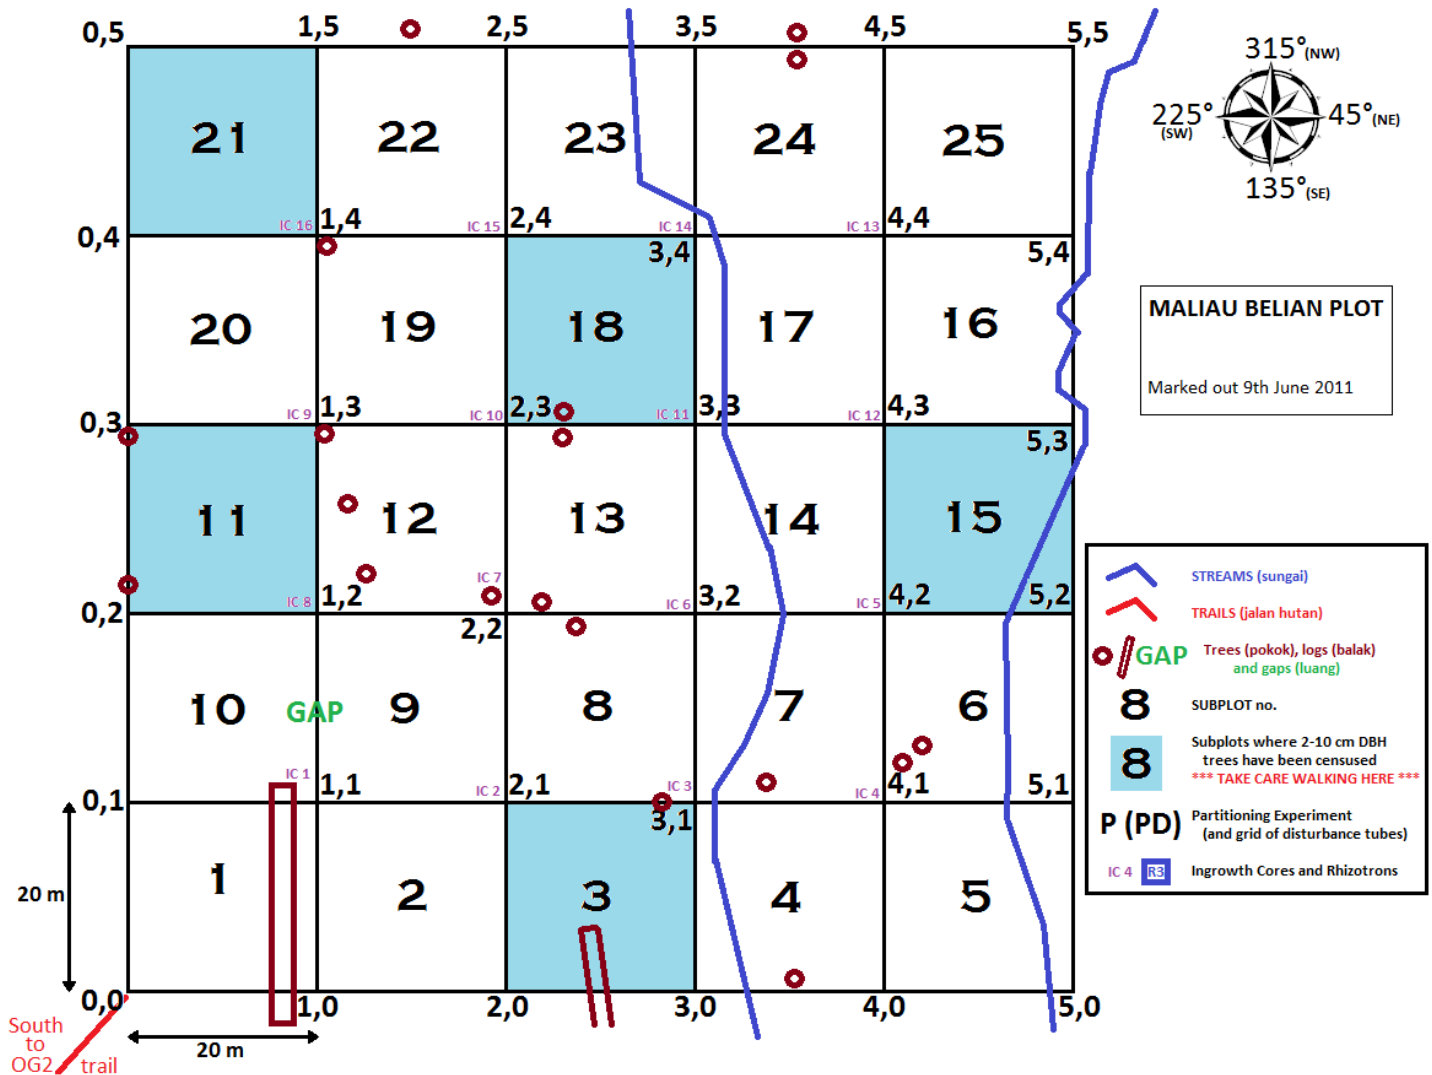 0,5
1,5
2,5
3,5
4,5
5,5
315°(NW)
225°
(SW)
45°(NE)
135°(SE)
21
22
23
24
25
IC 16
1,4
IC 15
2,4
IC 14
IC 13
4,4
0,4
3,4
5,4
20
19
18
17
16
MALIAU BELIAN PLOT
Marked out 9th June 2011
IC 9
1,3
IC 10
2,3
IC 11
3,3
IC 12
4,3
0,3
5,3
11
12
13
14
15
IC 8
1,2
IC 7
IC 6
3,2
IC 5
4,2
5,2
0,2
2,2
10
GAP
9
8
7
6
IC 1
1,1
IC 2
2,1
IC 3
IC 4
4,1
5,1
0,1
3,1
1
2
3
4
5
20 m
0,0
1,0
2,0
3,0
4,0
5,0
20 m
South
to
OG2
trail
STREAMS (sungai)
TRAILS (jalan hutan)
GAP
Trees (pokok), logs (balak)
and gaps (luang)
8
SUBPLOT no.
8
Subplots where 2-10 cm DBH
trees have been censused
*** TAKE CARE WALKING HERE ***
P (PD)
Partitioning Experiment
(and grid of disturbance tubes)
IC 4
R3
Ingrowth Cores and Rhizotrons